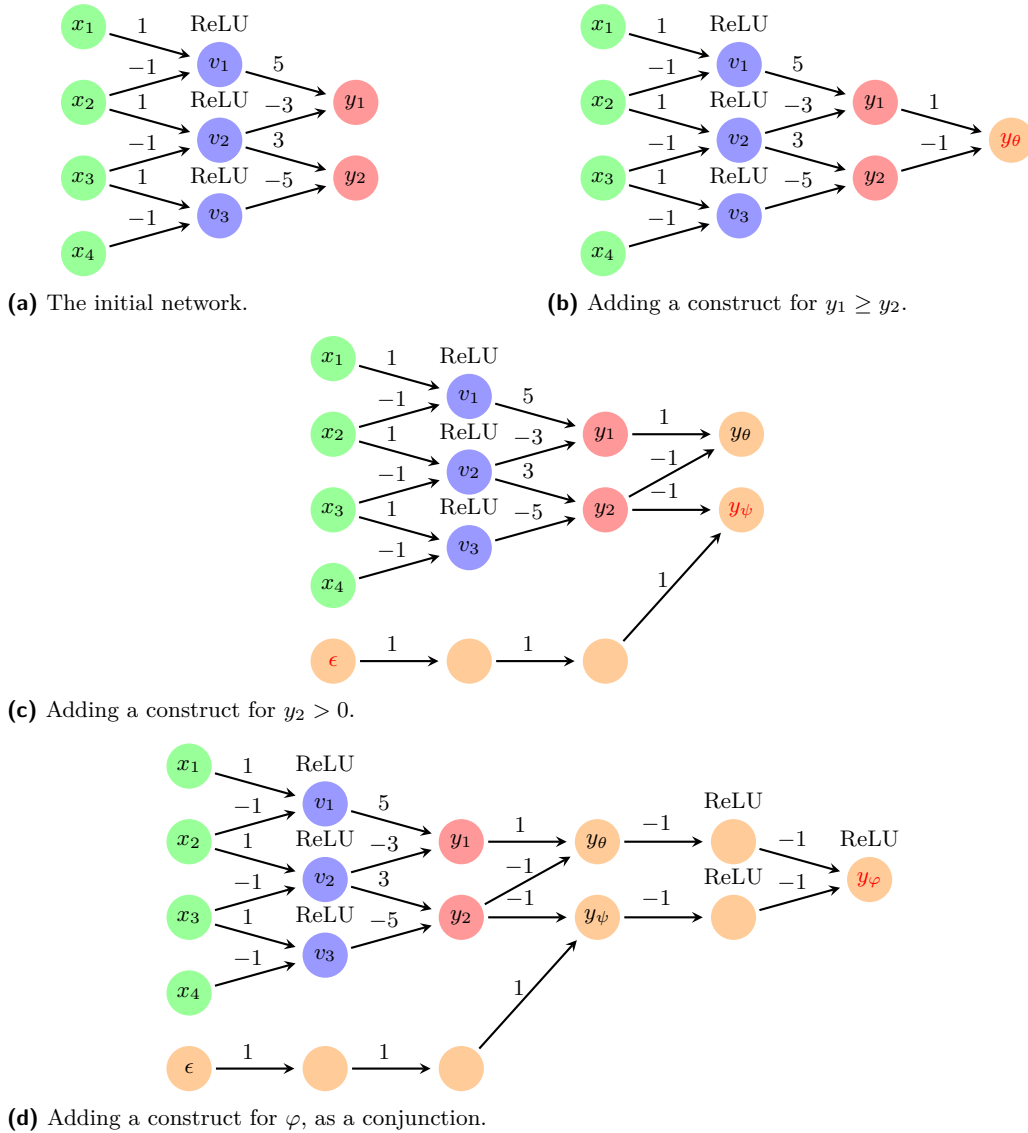 x₁ 1 ReLU
v₁ 5
−1 ReLU
x₂ 1 −3 y₁
v₂ 3
−1 ReLU
x₃ 1 −5 y₂
v₃
−1
x₄
(a) The initial network.
x₁ 1 ReLU
v₁ 5
−1 ReLU
x₂ 1 −3 y₁ 1
v₂ 3 −1 y_θ
−1 ReLU
x₃ 1 −5 y₂
v₃
−1
x₄
(b) Adding a construct for y₁ ≥ y₂.
x₁ 1 ReLU
v₁ 5
−1 ReLU
x₂ 1 −3 y₁ 1 y_θ
v₂ 3 −1
−1 ReLU
x₃ 1 −5 y₂ −1 y_ψ
v₃
−1
x₄ 1
ϵ 1 1
(c) Adding a construct for y₂ > 0.
x₁ 1 ReLU
v₁ 5 ReLU
−1 ReLU
x₂ 1 −3 y₁ 1 y_θ −1 −1 ReLU
v₂ 3 −1 ReLU −1 y_φ
−1 ReLU
x₃ 1 −5 y₂ −1 y_ψ −1
v₃
−1
x₄ 1
ϵ 1 1
(d) Adding a construct for φ, as a conjunction.